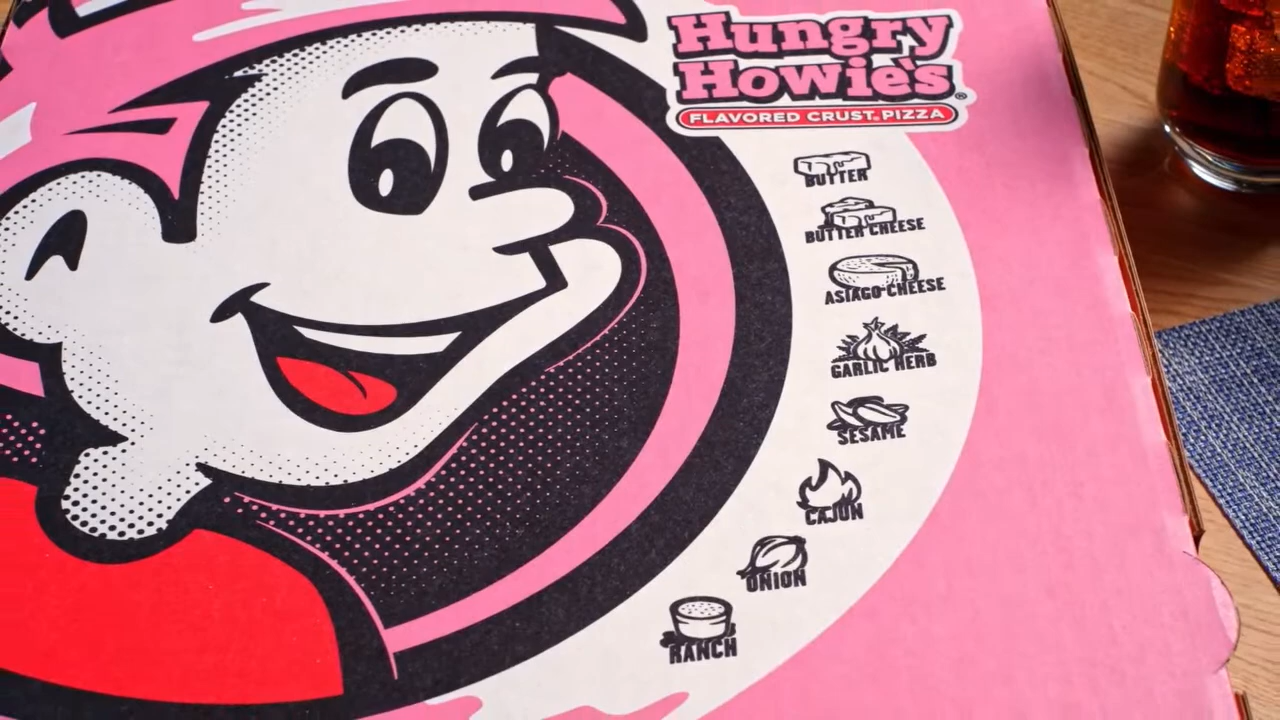 Hungry
Howie's®
FLAVORED CRUST® PIZZA
BUTTER
BUTTER CHEESE
ASIAGO CHEESE
GARLIC HERB
SESAME
CAJUN
ONION
RANCH